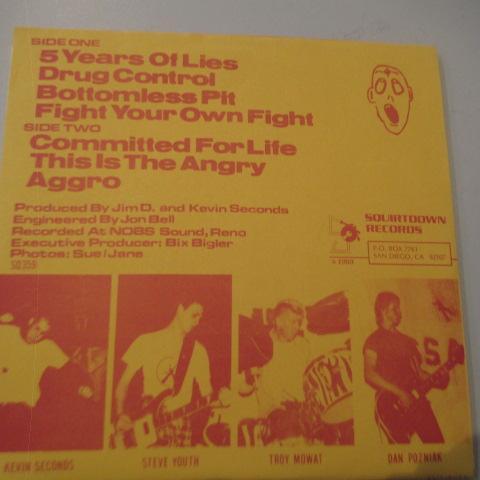 SIDE ONE
5 Years Of Lies
Drug Control
Bottomless Pit
Fight Your Own Fight
SIDE TWO
Committed For Life
This Is The Angry
Aggro
Produced By Jim D. and Kevin Seconds
Engineered By Jon Bell
Recorded At NOBS Sound, Reno
Executive Producer: Bix Bigler
Photos: Sue/Jane
SQUIRTDOWN
RECORDS
P.O. BOX 7761
SAN DIEGO, CA 92107
KEVIN SECONDS
STEVE YOUTH
TROY MOWAT
DAN POZNIAK